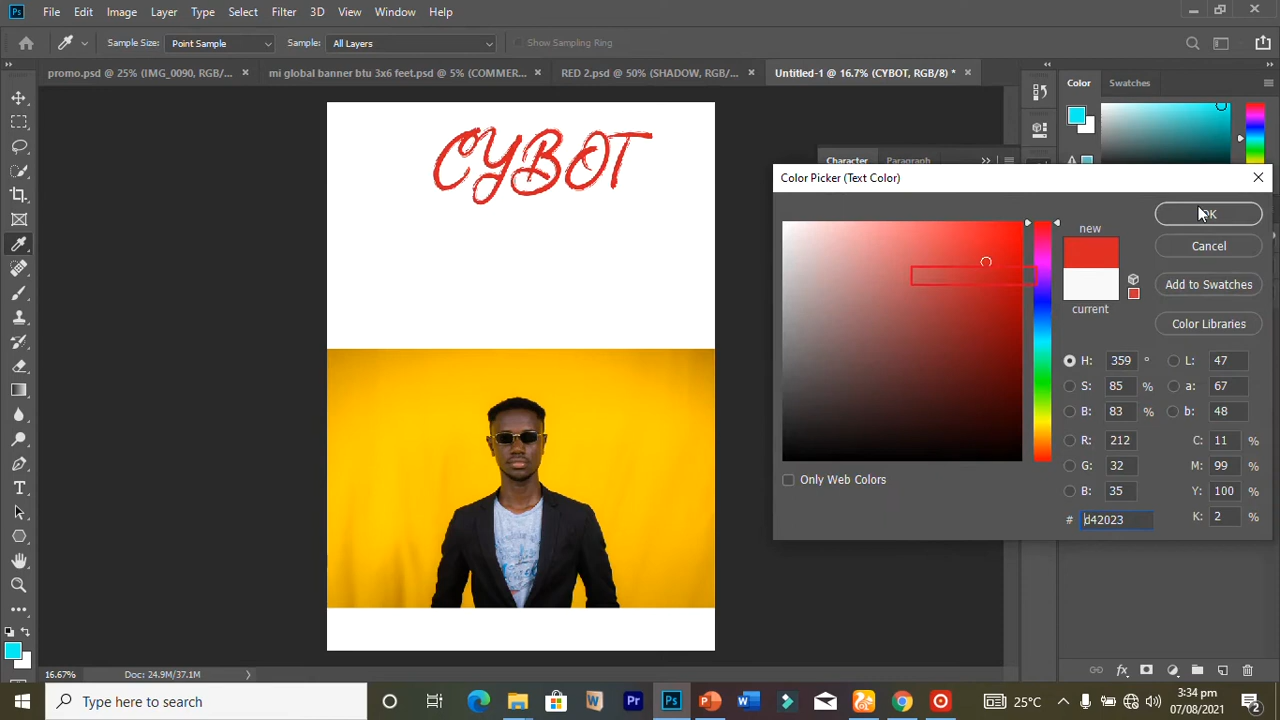 Ps File Edit Image Layer Type Select Filter 3D View Window Help
Sample Size: Point Sample Sample: All Layers Show Sampling Ring
promo.psd @ 25% (IMG_0090, RGB/... × mi global banner btu 3x6 feet.psd @ 5% (COMMER... × RED 2.psd @ 50% (SHADOW, RGB/... × Untitled-1 @ 16.7% (CYBOT, RGB/8) * ×
Color Swatches
CYBOT
Character Paragraph
Color Picker (Text Color)
new
current
OK
Cancel
Add to Swatches
Color Libraries
H: 359 ° L: 47
S: 85 % a: 67
B: 83 % b: 48
R: 212 C: 11 %
G: 32 M: 99 %
B: 35 Y: 100 %
# d42023 K: 2 %
Only Web Colors
16.67% Doc: 24.9M/37.1M
Type here to search
W Pr Ps P W
25°C
3:34 pm
07/08/2021
2